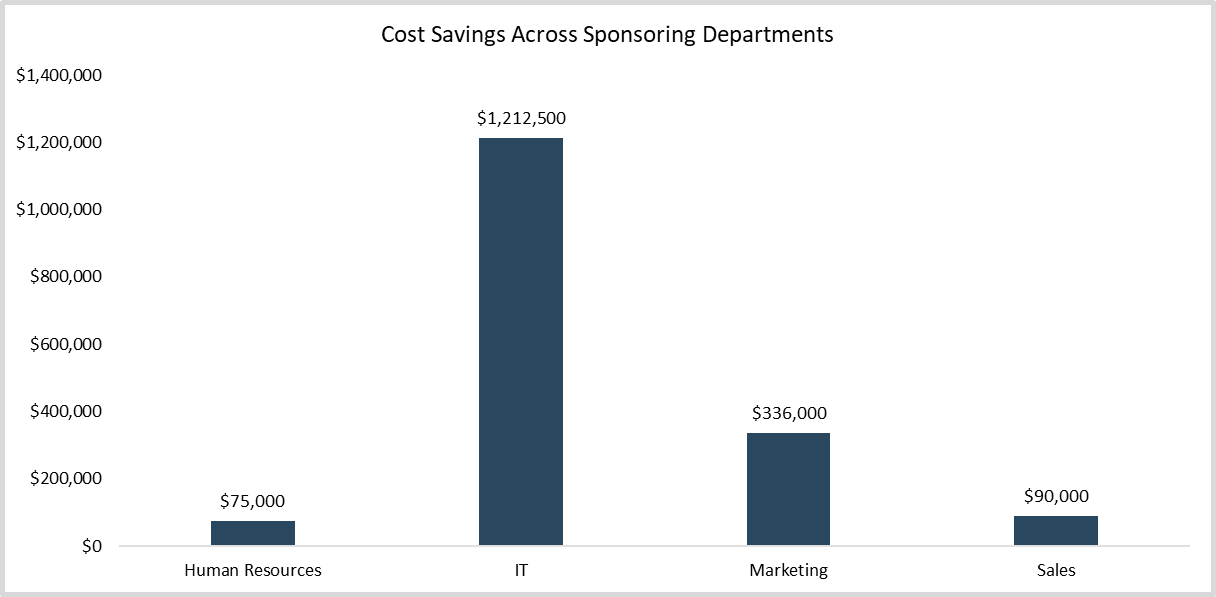 Cost Savings Across Sponsoring Departments
$1,400,000
$1,200,000
$1,000,000
$800,000
$600,000
$400,000
$200,000
$0
$75,000
$1,212,500
$336,000
$90,000
Human Resources
IT
Marketing
Sales